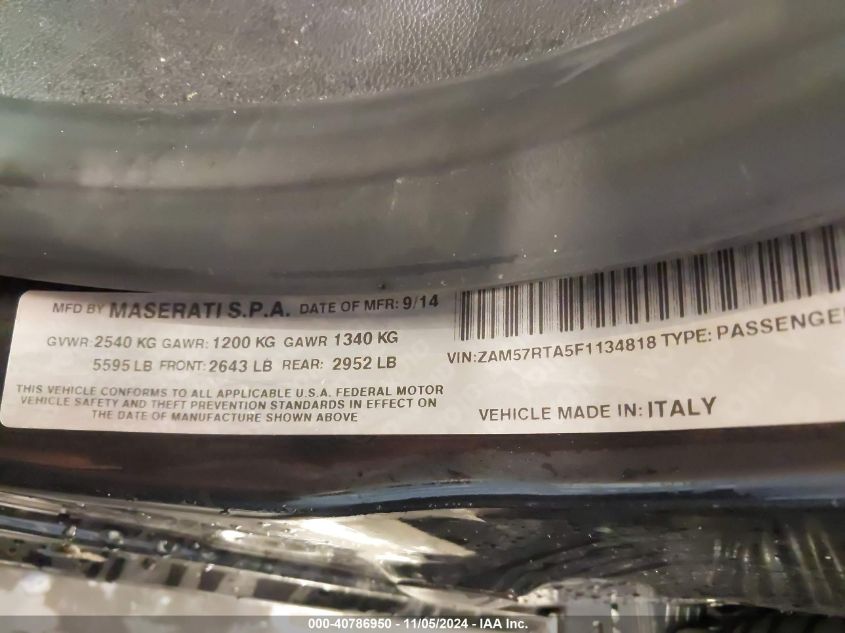 MFD BY MASERATI S.P.A. DATE OF MFR: 9/14
GVWR: 2540 KG GAWR: 1200 KG GAWR 1340 KG
5595 LB FRONT: 2643 LB REAR: 2952 LB
THIS VEHICLE CONFORMS TO ALL APPLICABLE U.S.A. FEDERAL MOTOR
VEHICLE SAFETY AND THEFT PREVENTION STANDARDS IN EFFECT ON
THE DATE OF MANUFACTURE SHOWN ABOVE
VIN:ZAM57RTA5F1134818 TYPE: PASSENGE
VEHICLE MADE IN: ITALY
000-40786950 - 11/05/2024 - IAA Inc.